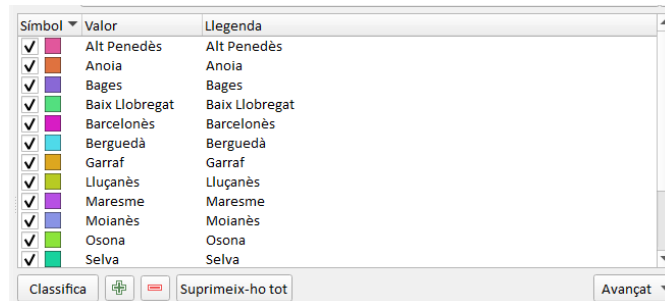 Símbol Valor Llegenda
Alt Penedès Alt Penedès
Anoia Anoia
Bages Bages
Baix Llobregat Baix Llobregat
Barcelonès Barcelonès
Berguedà Berguedà
Garraf Garraf
Lluçanès Lluçanès
Maresme Maresme
Moianès Moianès
Osona Osona
Selva Selva
Classifica Suprimeix-ho tot Avançat